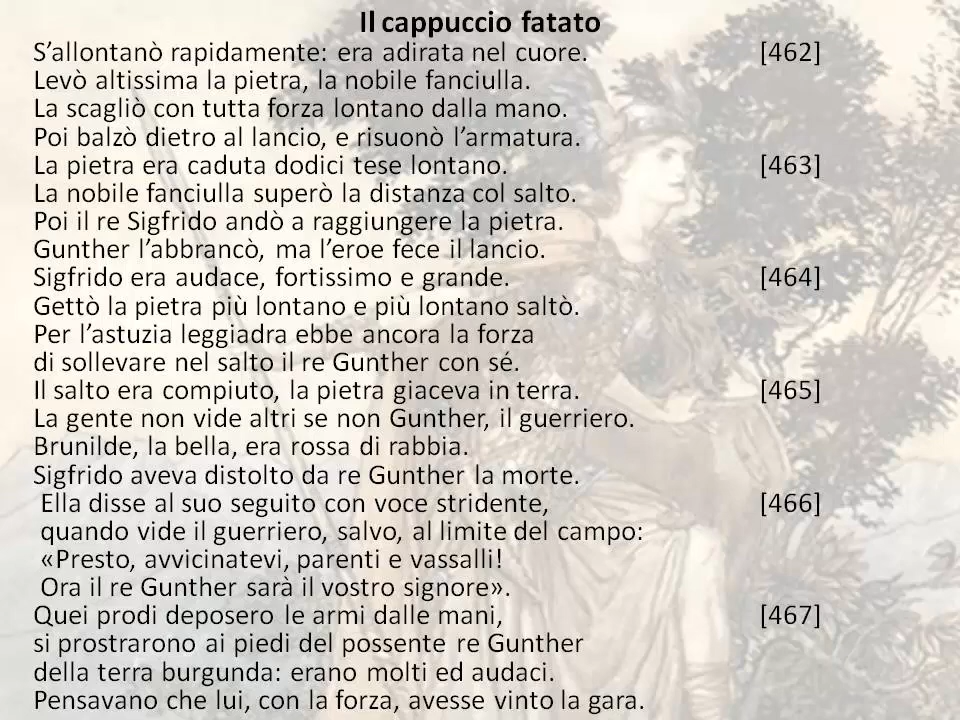 Il cappuccio fatato
S’allontanò rapidamente: era adirata nel cuore. [462]
Levò altissima la pietra, la nobile fanciulla.
La scagliò con tutta forza lontano dalla mano.
Poi balzò dietro al lancio, e risuonò l’armatura.
La pietra era caduta dodici tese lontano. [463]
La nobile fanciulla superò la distanza col salto.
Poi il re Sigfrido andò a raggiungere la pietra.
Gunther l’abbrancò, ma l’eroe fece il lancio.
Sigfrido era audace, fortissimo e grande. [464]
Gettò la pietra più lontano e più lontano saltò.
Per l’astuzia leggiadra ebbe ancora la forza
di sollevare nel salto il re Gunther con sé.
Il salto era compiuto, la pietra giaceva in terra. [465]
La gente non vide altri se non Gunther, il guerriero.
Brunilde, la bella, era rossa di rabbia.
Sigfrido aveva distolto da re Gunther la morte.
Ella disse al suo seguito con voce stridente, [466]
quando vide il guerriero, salvo, al limite del campo:
«Presto, avvicinatevi, parenti e vassalli!
Ora il re Gunther sarà il vostro signore».
Quei prodi deposero le armi dalle mani, [467]
si prostrarono ai piedi del possente re Gunther
della terra burgunda: erano molti ed audaci.
Pensavano che lui, con la forza, avesse vinto la gara.